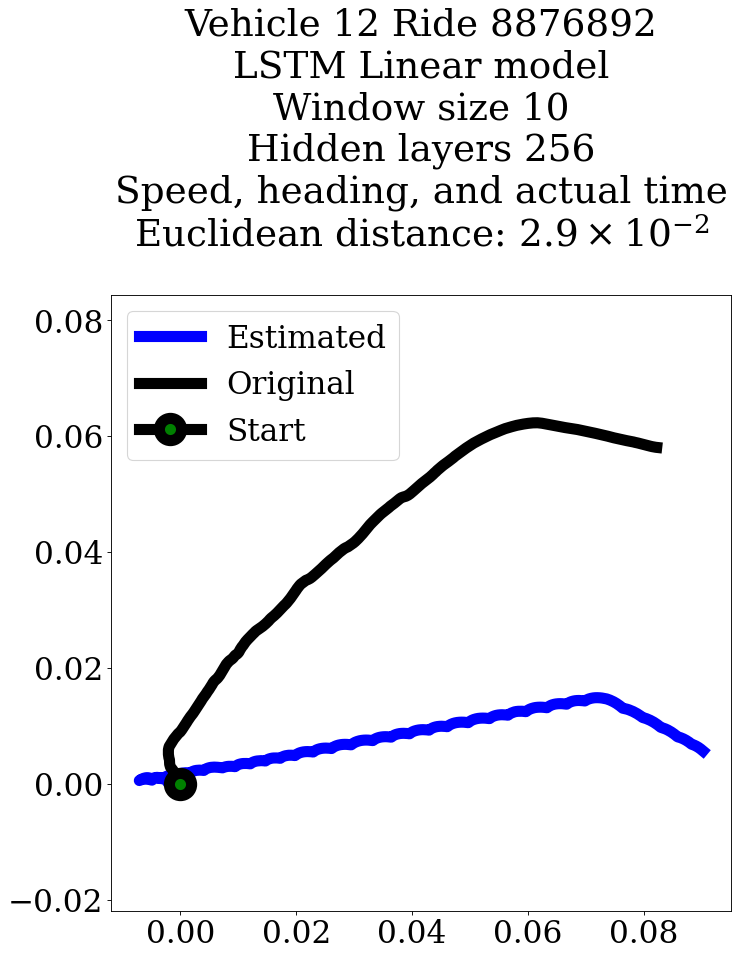 Vehicle 12 Ride 8876892
LSTM Linear model
Window size 10
Hidden layers 256
Speed, heading, and actual time
Euclidean distance: 2.9 × 10⁻²
0.08
0.06
0.04
0.02
0.00
−0.02
Estimated
Original
Start
0.00 0.02 0.04 0.06 0.08